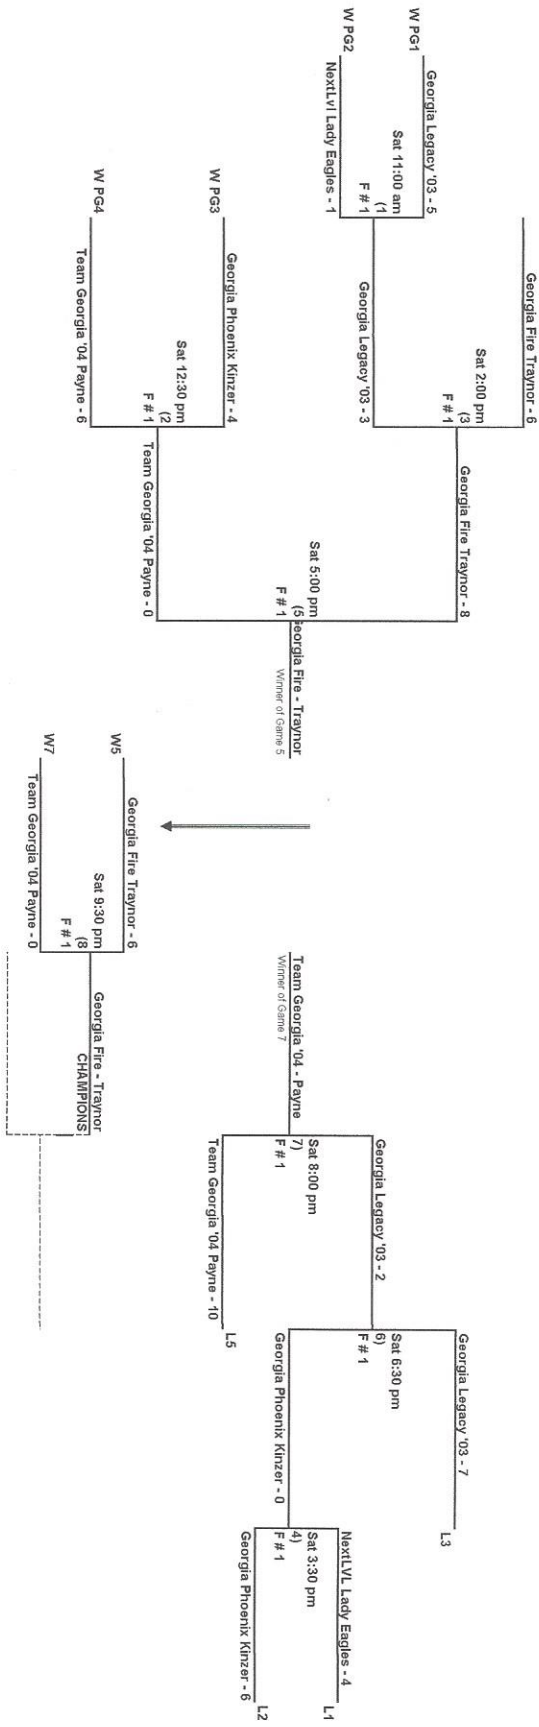 Georgia Fire Traynor - 6
Sat 2:00 pm
(3
F # 1
W PG1
Georgia Legacy '03 - 5
Sat 11:00 am
(1
F # 1
W PG2
NextLvl Lady Eagles - 1
Georgia Legacy '03 - 3
Georgia Fire Traynor - 8
Sat 5:00 pm
(5
F # 1
Georgia Fire - Traynor
Winner of Game 5
W PG3
Georgia Phoenix Kinzer - 4
Sat 12:30 pm
(2
F # 1
W PG4
Team Georgia '04 Payne - 6
Team Georgia '04 Payne - 0
W5
Georgia Fire Traynor - 6
Sat 9:30 pm
(8
F # 1
W7
Team Georgia '04 Payne - 0
Georgia Fire - Traynor
CHAMPIONS
Team Georgia '04 - Payne
Winner of Game 7
Georgia Legacy '03 - 2
Sat 8:00 pm
7)
F # 1
Team Georgia '04 Payne - 10
L5
Georgia Legacy '03 - 7
L3
Sat 6:30 pm
6)
F # 1
Georgia Phoenix Kinzer - 0
NextLVL Lady Eagles - 4
L1
Sat 3:30 pm
4)
F # 1
Georgia Phoenix Kinzer - 6
L2